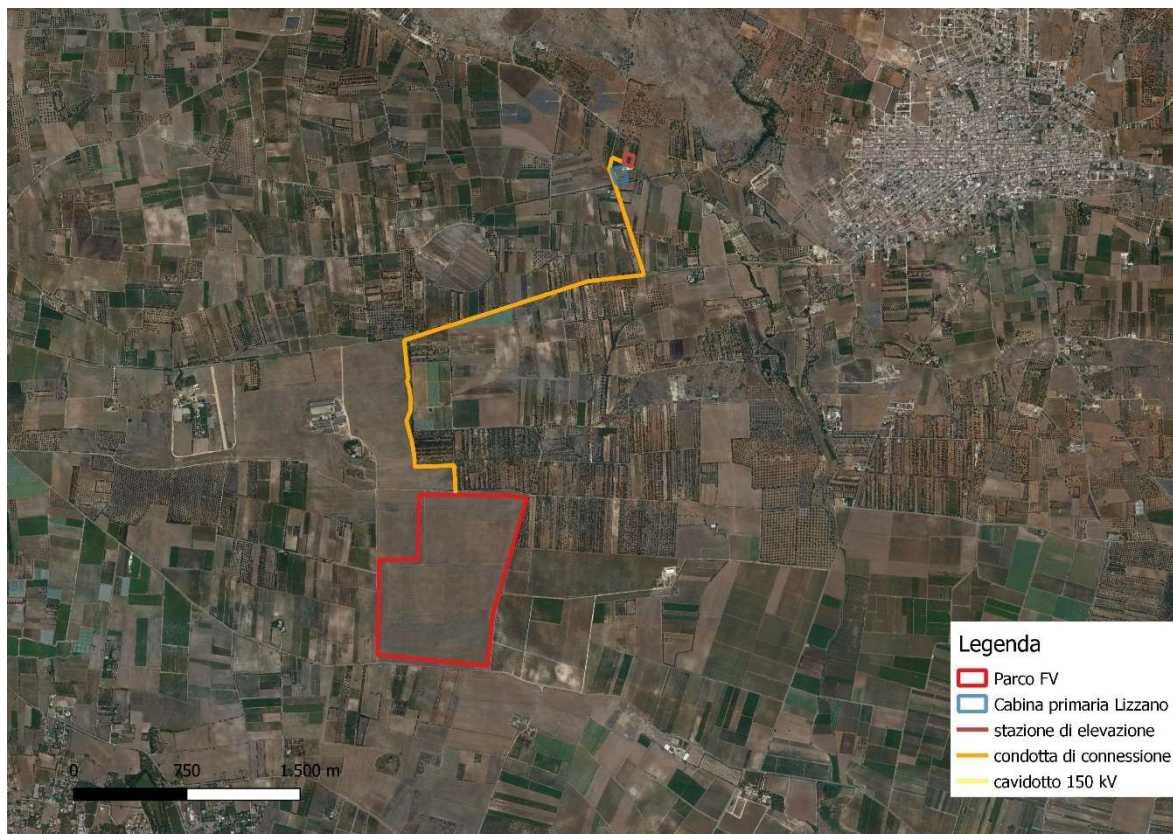 Legenda
Parco FV
Cabina primaria Lizzano
stazione di elevazione
condotta di connessione
cavidotto 150 kV
0 750 1.500 m